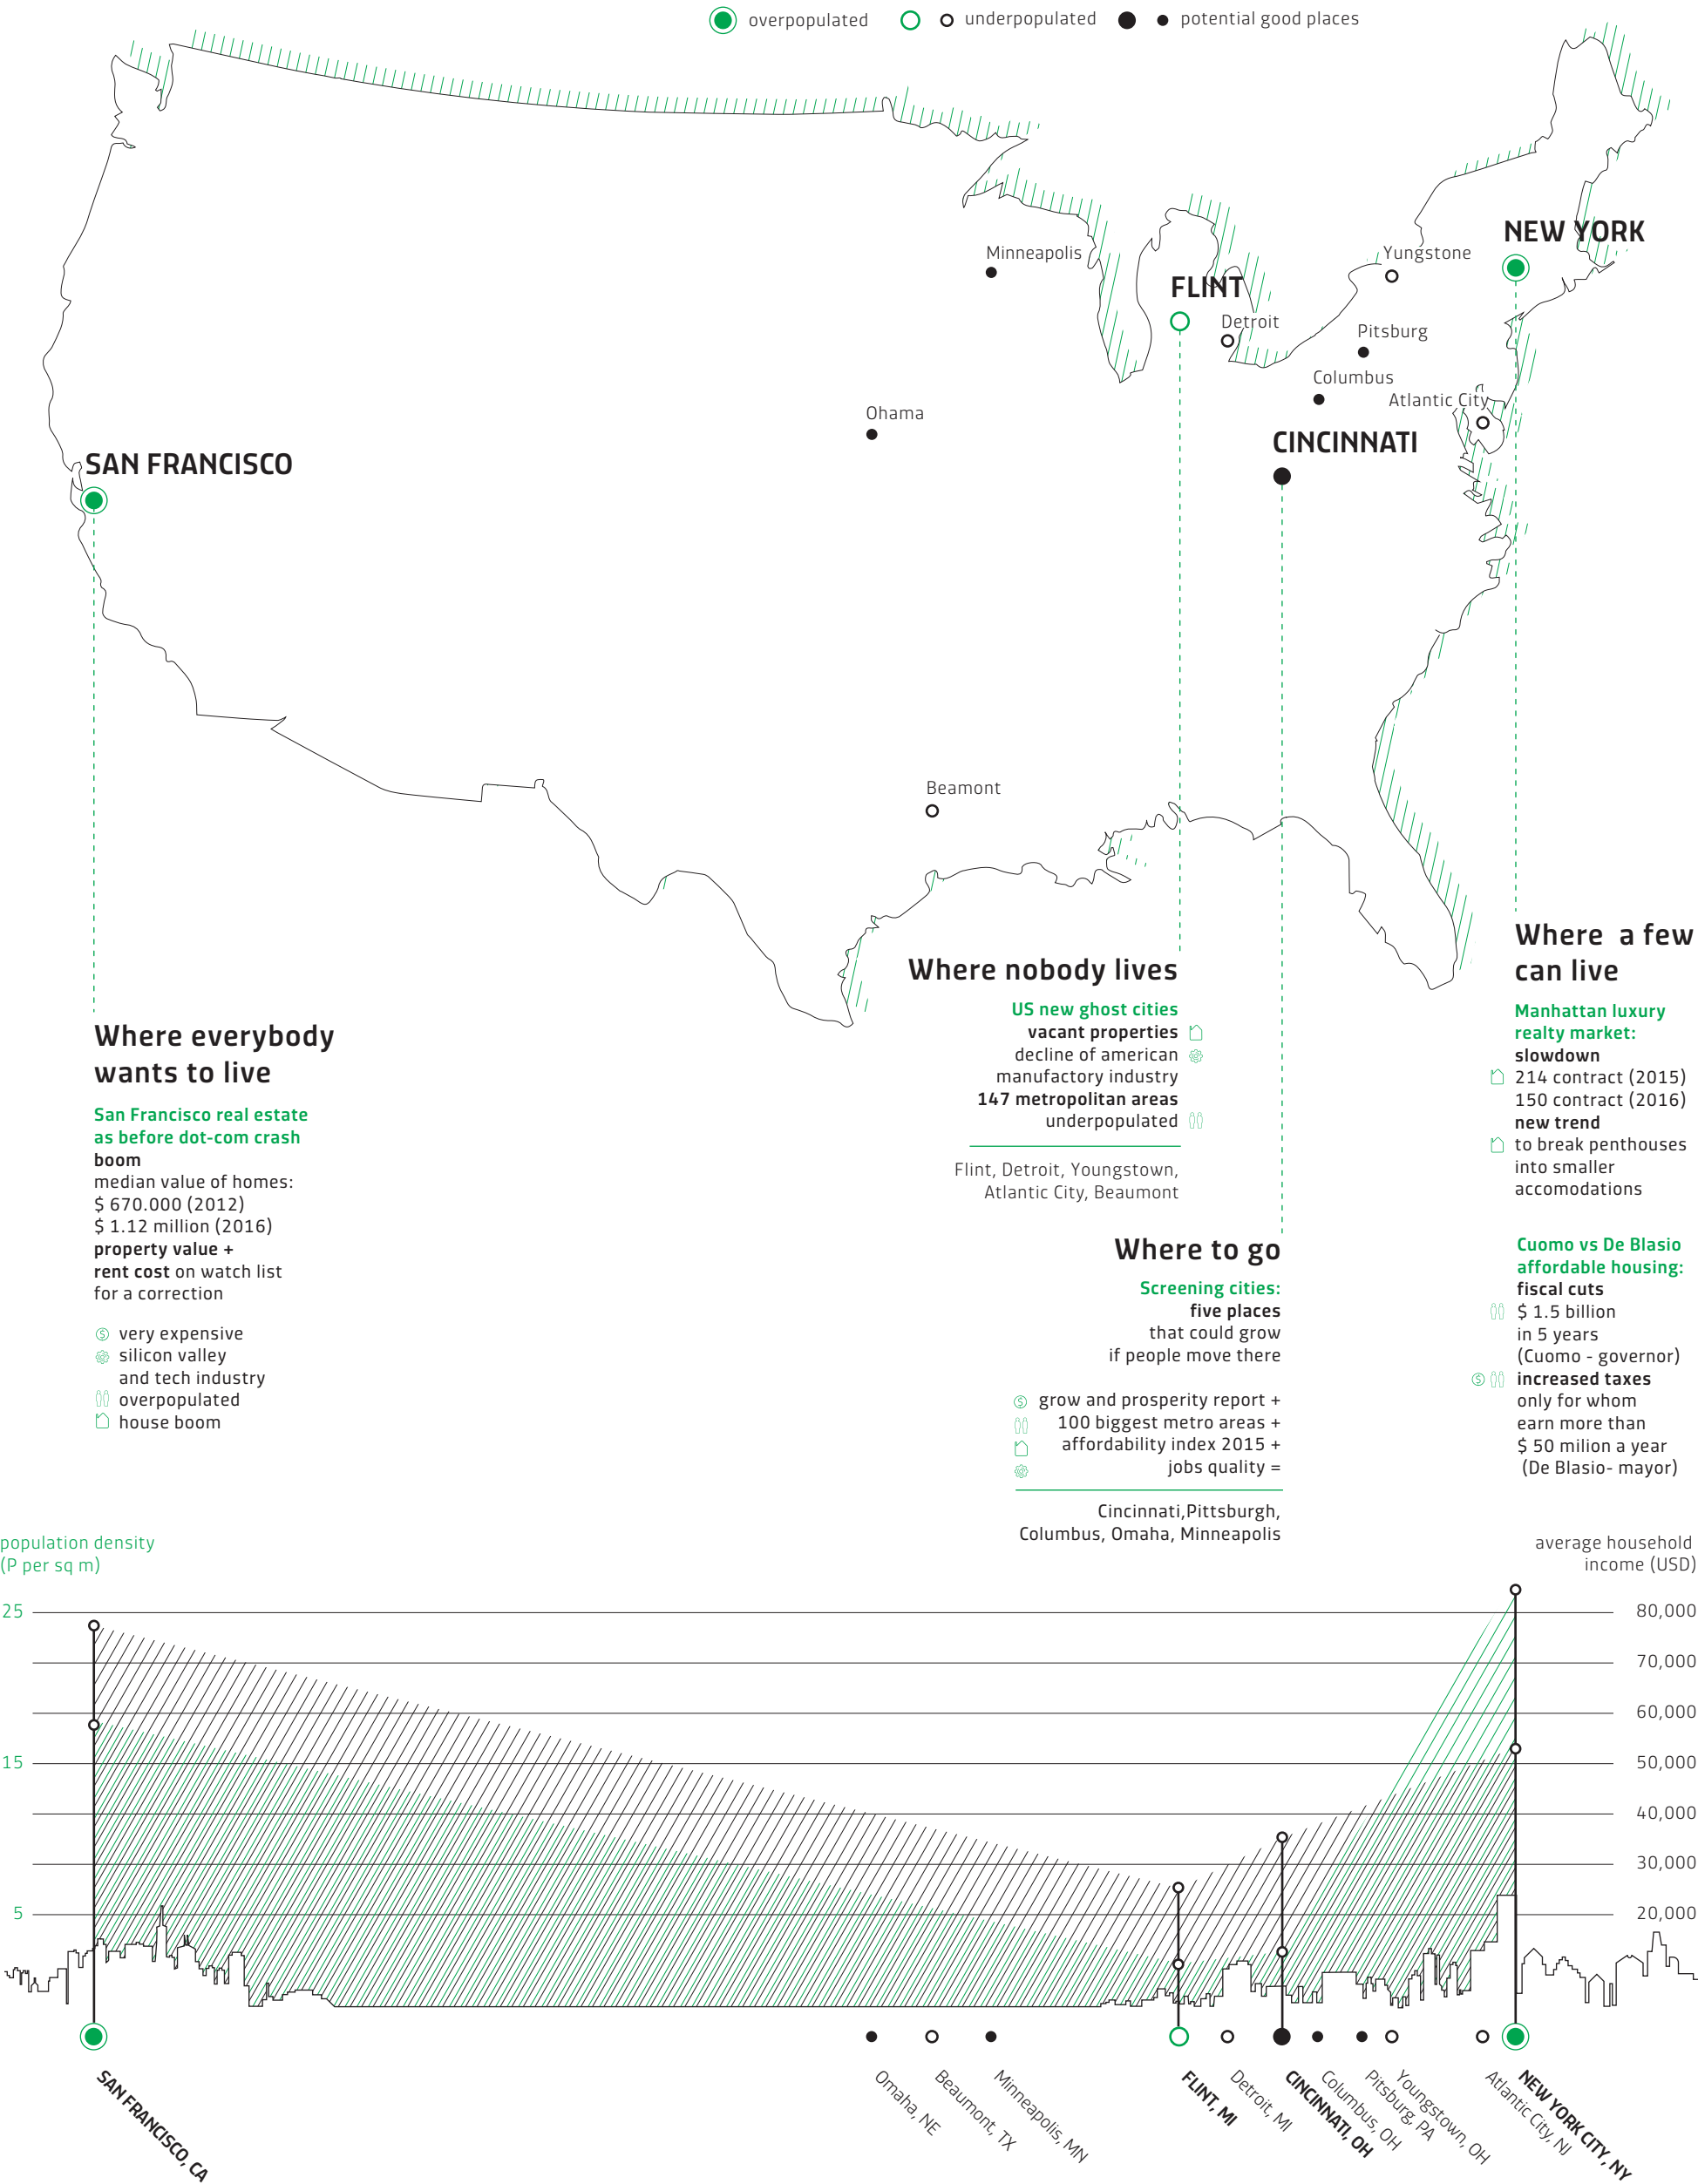 overpopulated
underpopulated
potential good places
NEW YORK
Minneapolis
Yungstone
FLINT
Detroit
Pitsburg
Columbus
Atlantic City
Ohama
CINCINNATI
SAN FRANCISCO
Beamont
Where everybody
wants to live
San Francisco real estate
as before dot-com crash
boom
median value of homes:
$ 670.000 (2012)
$ 1.12 million (2016)
property value +
rent cost on watch list
for a correction
$ very expensive
silicon valley
and tech industry
overpopulated
house boom
Where nobody lives
US new ghost cities
vacant properties
decline of american
manufactory industry
147 metropolitan areas
underpopulated
Flint, Detroit, Youngstown,
Atlantic City, Beaumont
Where to go
Screening cities:
five places
that could grow
if people move there
$ grow and prosperity report +
100 biggest metro areas +
affordability index 2015 +
jobs quality =
Cincinnati,Pittsburgh,
Columbus, Omaha, Minneapolis
Where a few
can live
Manhattan luxury
realty market:
slowdown
214 contract (2015)
150 contract (2016)
new trend
to break penthouses
into smaller
accomodations
Cuomo vs De Blasio
affordable housing:
fiscal cuts
$ 1.5 billion
in 5 years
(Cuomo - governor)
$ increased taxes
only for whom
earn more than
$ 50 milion a year
(De Blasio- mayor)
population density
(P per sq m)
average household
income (USD)
25
15
5
80,000
70,000
60,000
50,000
40,000
30,000
20,000
SAN FRANCISCO, CA
Omaha, NE
Beaumont, TX
Minneapolis, MN
FLINT, MI
Detroit, MI
CINCINNATI, OH
Columbus, OH
Pitsburg, PA
Youngstown, OH
Atlantic City, NJ
NEW YORK CITY, NY